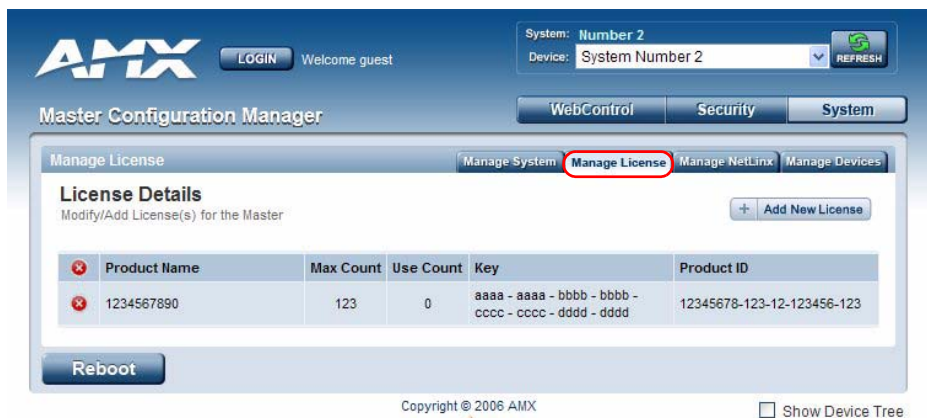 System: Number 2
AMX LOGIN Welcome guest
Device: System Number 2 REFRESH
Master Configuration Manager
WebControl Security System
Manage License Manage System Manage License Manage NetLinx Manage Devices
License Details
Modify/Add License(s) for the Master
+ Add New License
Product Name Max Count Use Count Key Product ID
1234567890 123 0 aaaa - aaaa - bbbb - bbbb - 12345678-123-12-123456-123
cccc - cccc - dddd - dddd
Reboot
Copyright © 2006 AMX
Show Device Tree